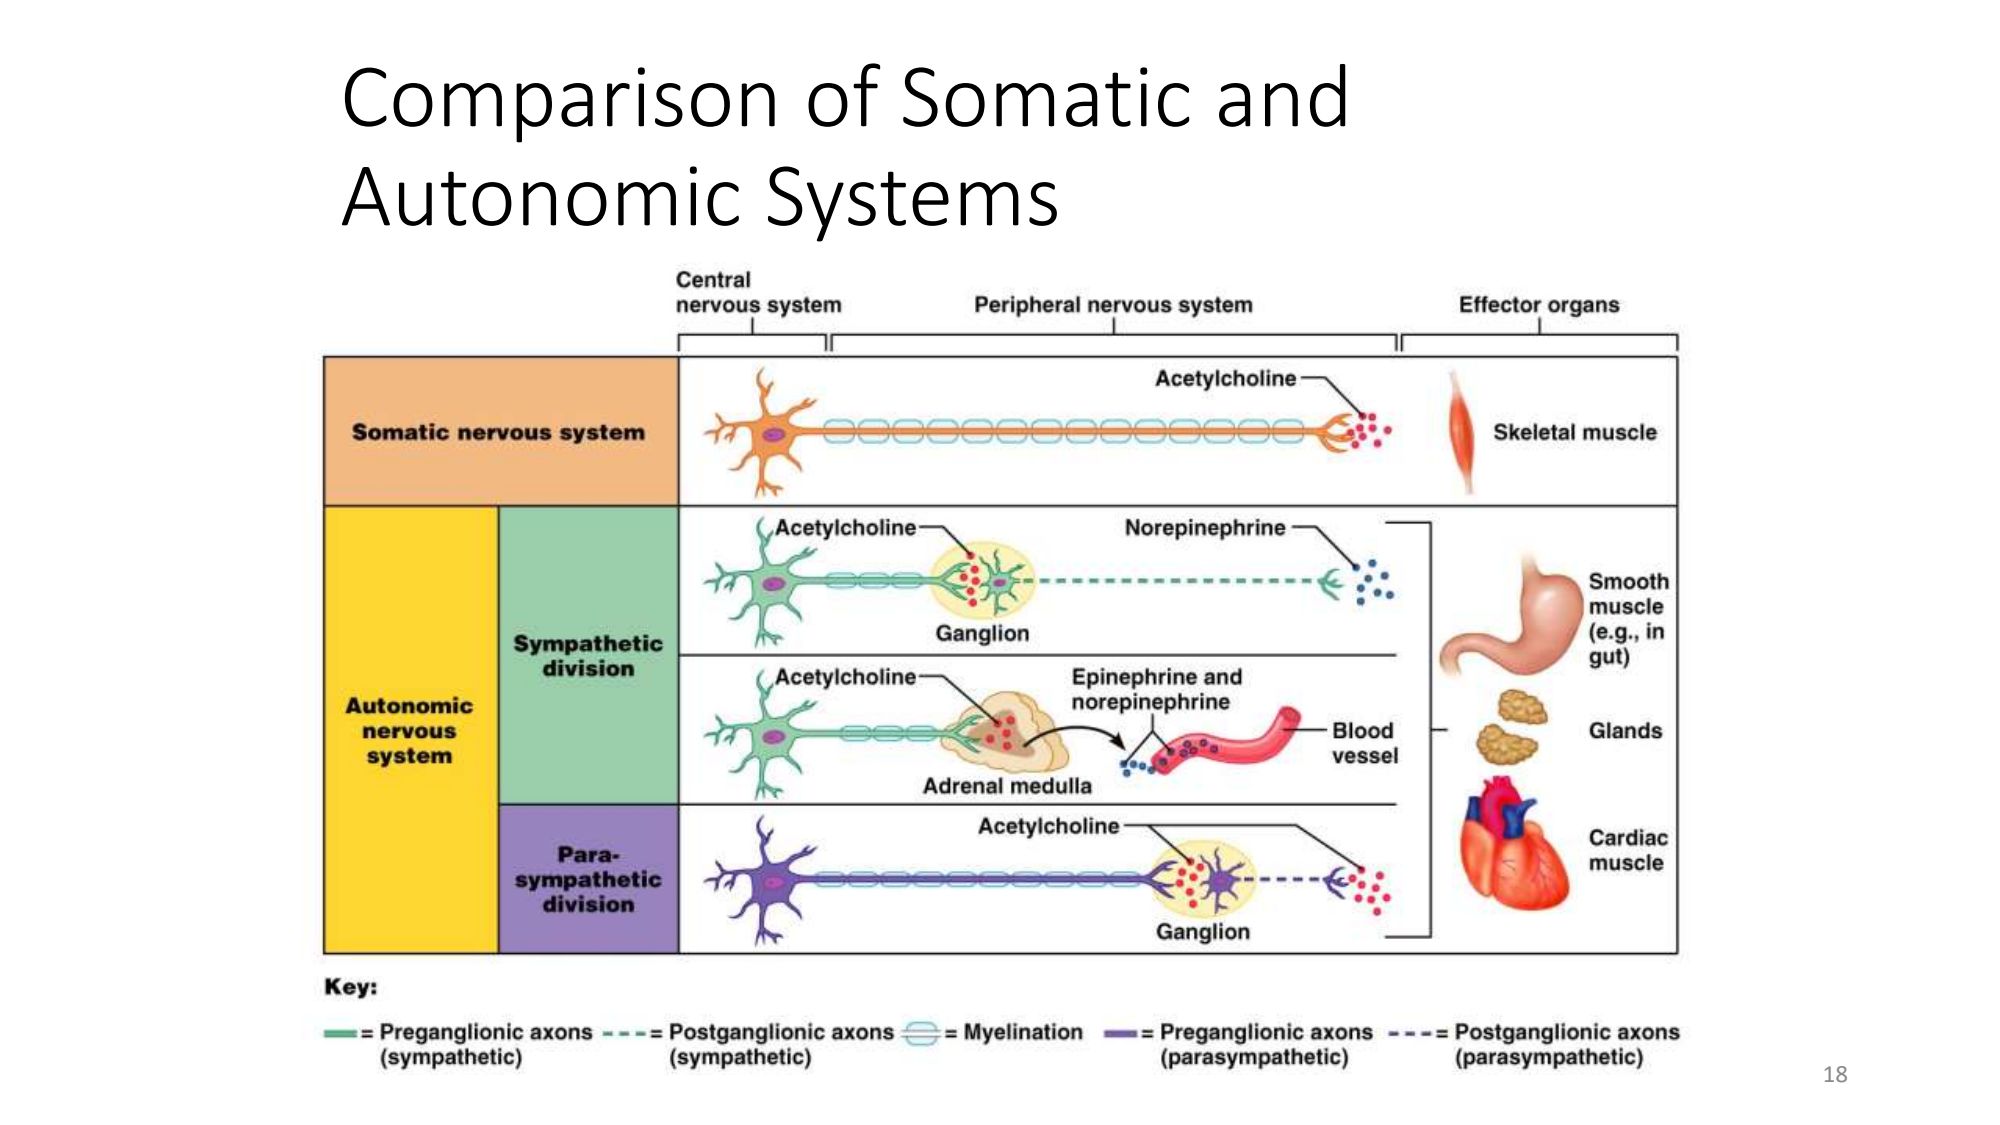 Comparison of Somatic and
Autonomic Systems
Central
nervous system
Peripheral nervous system
Effector organs
Somatic nervous system
Acetylcholine
Skeletal muscle
Autonomic
nervous
system
Sympathetic
division
Acetylcholine
Norepinephrine
Ganglion
Acetylcholine
Epinephrine and
norepinephrine
Blood
vessel
Adrenal medulla
Para-
sympathetic
division
Acetylcholine
Ganglion
Smooth
muscle
(e.g., in
gut)
Glands
Cardiac
muscle
Key:
= Preganglionic axons
(sympathetic)
= Postganglionic axons
(sympathetic)
= Myelination
= Preganglionic axons
(parasympathetic)
= Postganglionic axons
(parasympathetic)
18